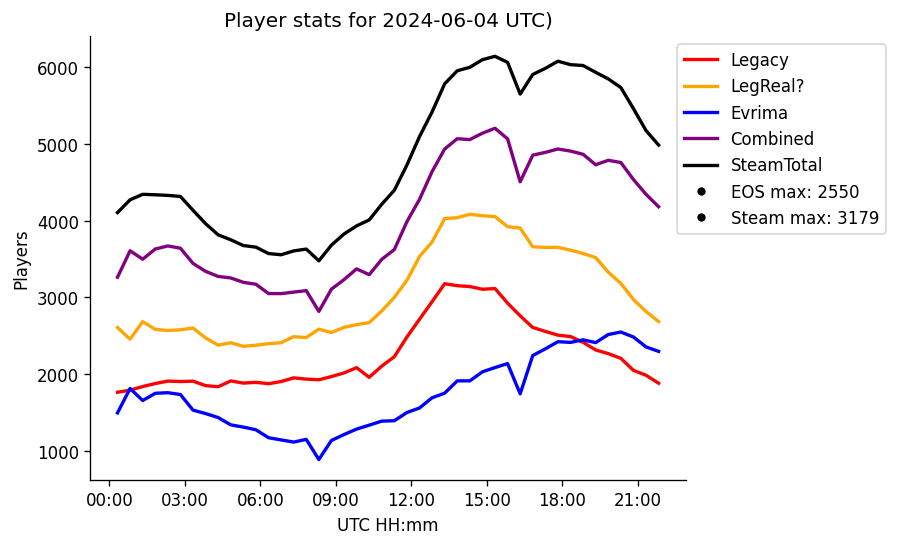 Player stats for 2024-06-04 UTC)
6000
5000
4000
3000
2000
1000
Players
00:00 03:00 06:00 09:00 12:00 15:00 18:00 21:00
UTC HH:mm
Legacy
LegReal?
Evrima
Combined
SteamTotal
EOS max: 2550
Steam max: 3179